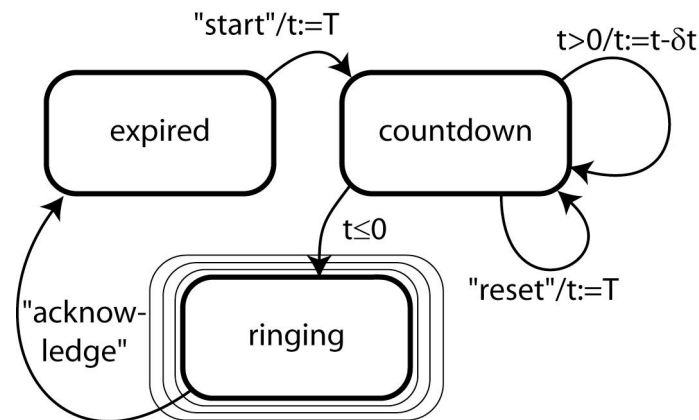 "start"/t:=T
t>0/t:=t-δt
expired
countdown
t≤0
"reset"/t:=T
"acknow-
ledge"
ringing